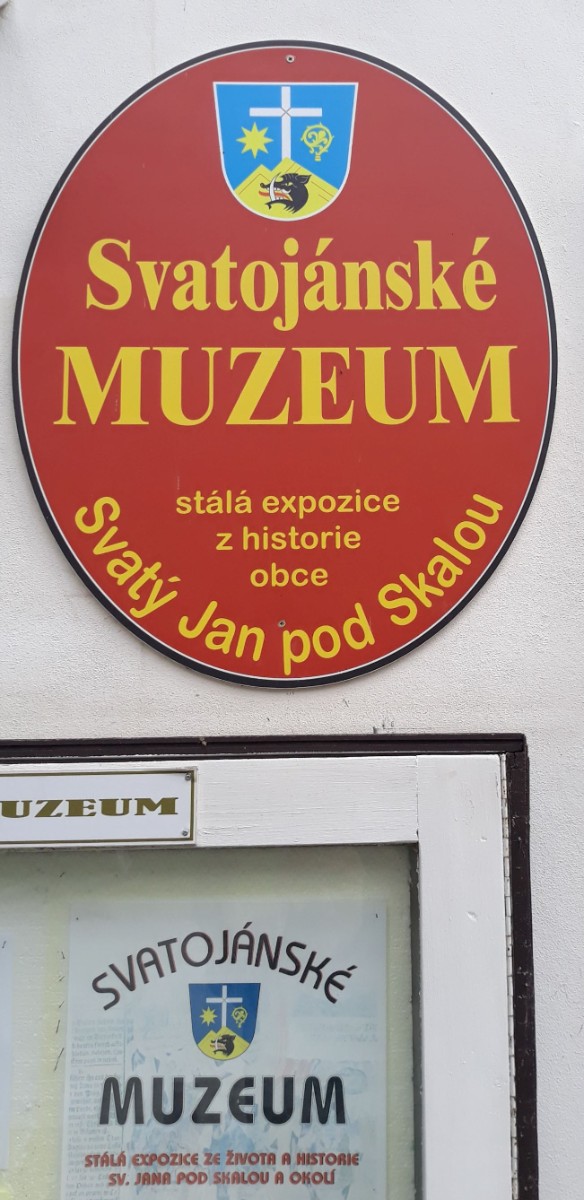 Svatojánské
MUZEUM
stálá expozice
z historie
obce
Svatý Jan pod Skalou
UZEUM
SVATOJÁNSKÉ
MUZEUM
STÁLÁ EXPOZICE ZE ŽIVOTA A HISTORIE
SV. JANA POD SKALOU A OKOLÍ